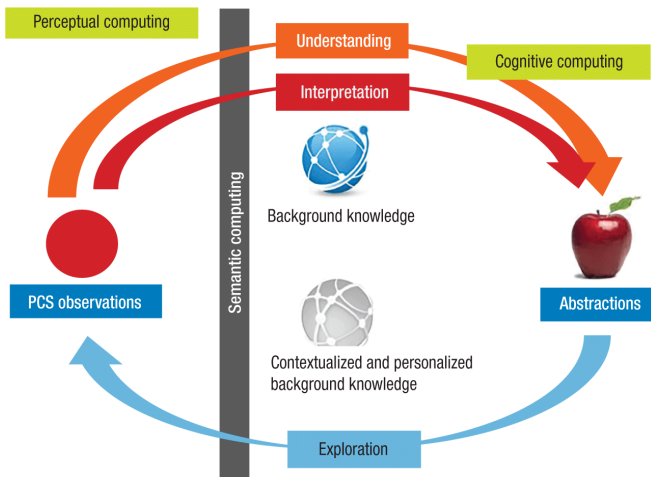 Perceptual computing
Understanding
Cognitive computing
Interpretation
Semantic computing
Background knowledge
PCS observations
Abstractions
Contextualized and personalized
background knowledge
Exploration